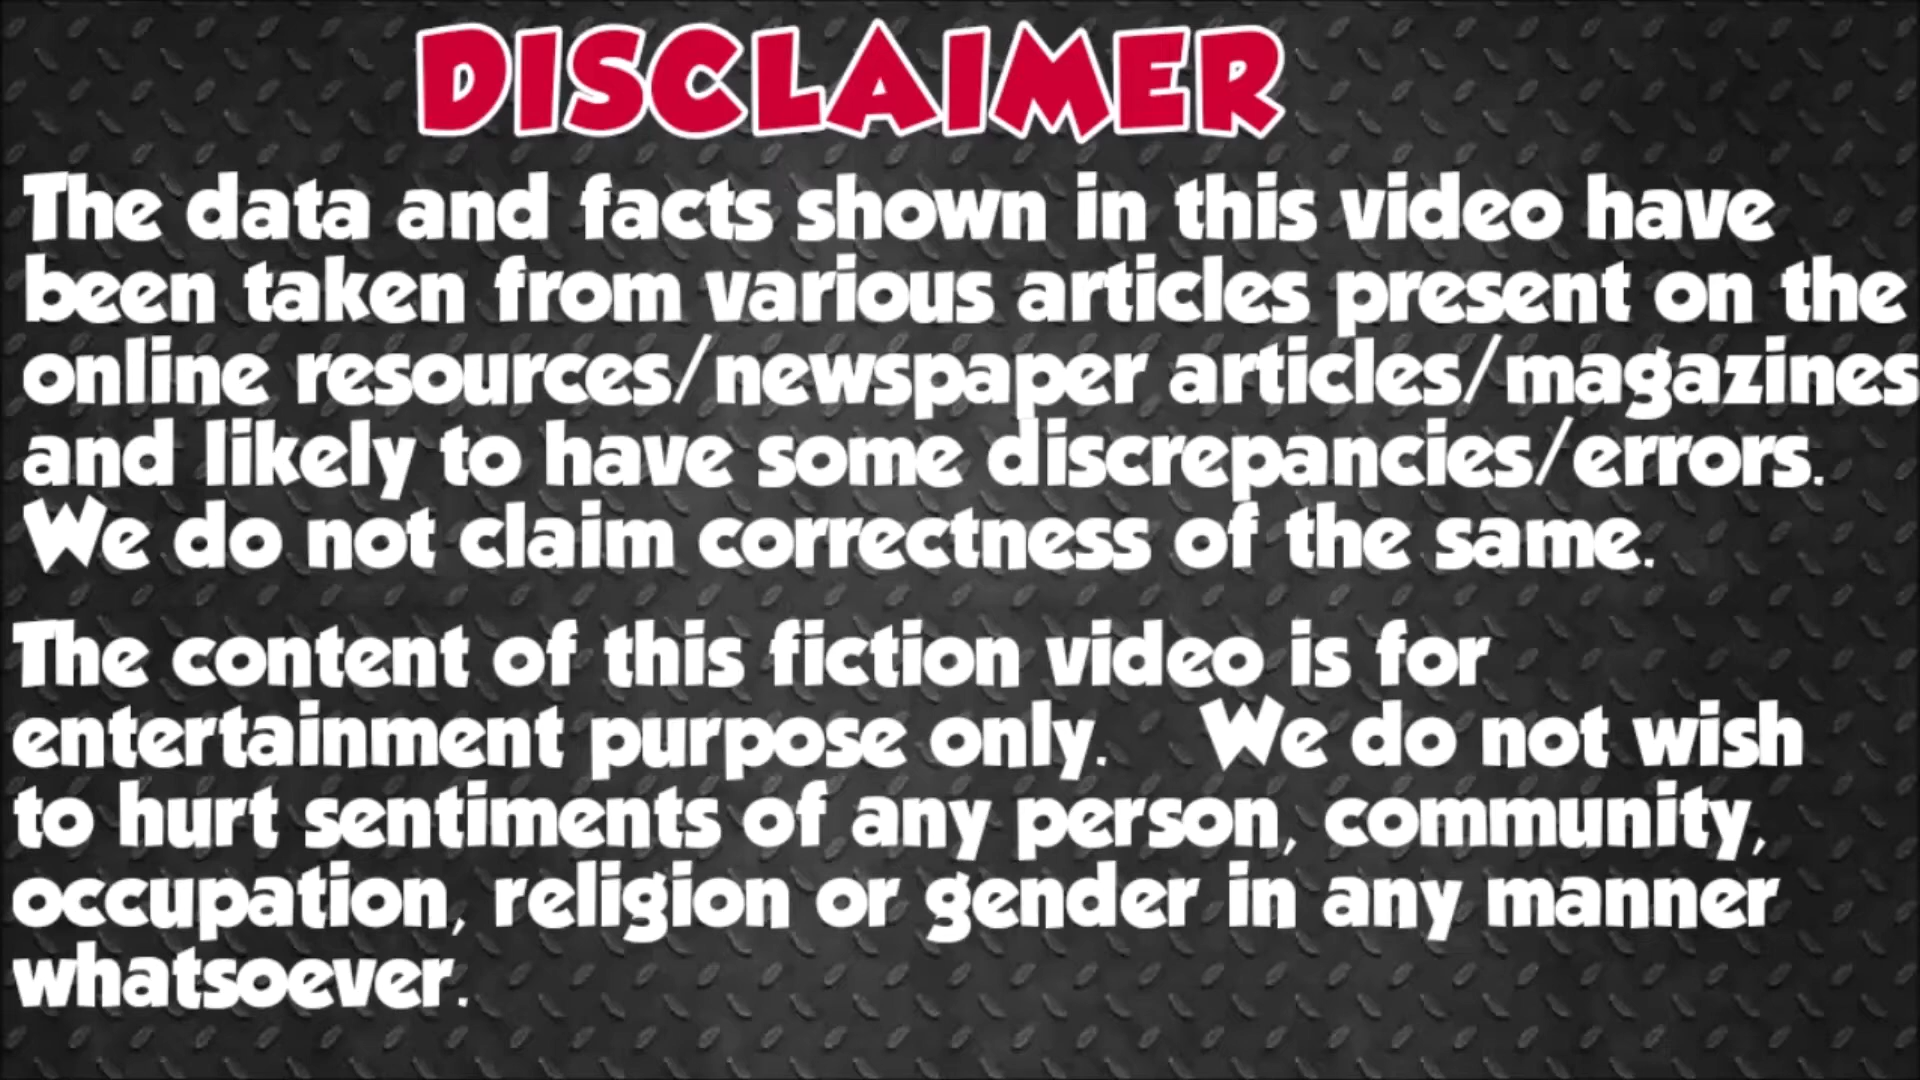 DISCLAIMER
The data and facts shown in this video have
been taken from various articles present on the
online resources/newspaper articles/magazines
and likely to have some discrepancies/errors.
We do not claim correctness of the same.
The content of this fiction video is for
entertainment purpose only. We do not wish
to hurt sentiments of any person, community,
occupation, religion or gender in any manner
whatsoever.